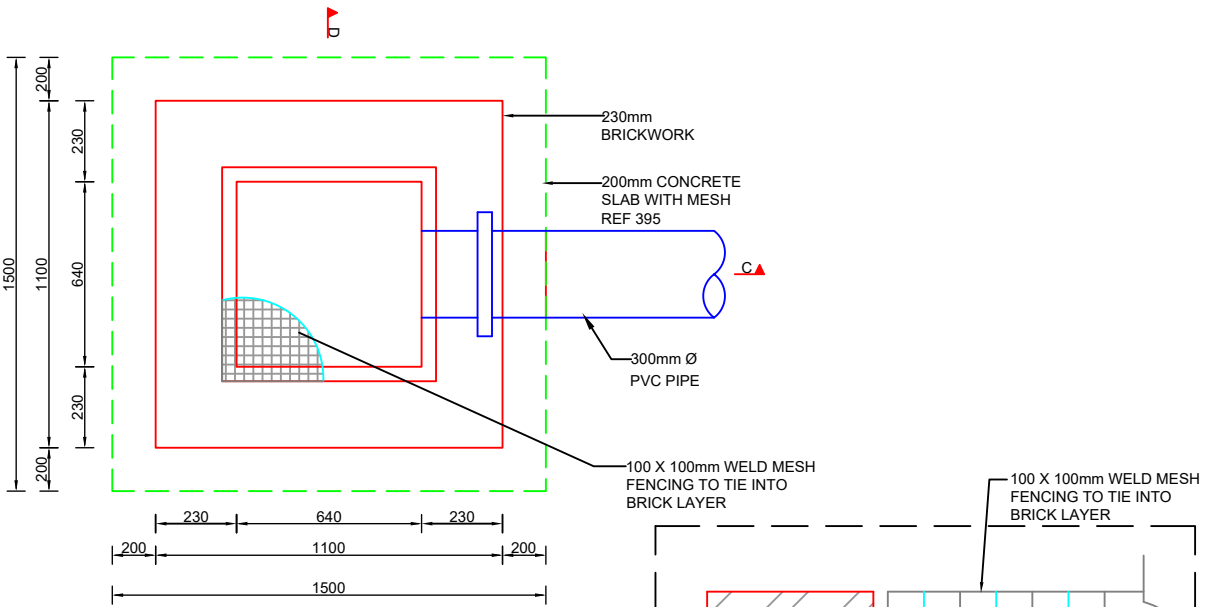 D
200
230
1500
1100
640
230
200
230mm
BRICKWORK
200mm CONCRETE
SLAB WITH MESH
REF 395
C
300mm Ø
PVC PIPE
100 X 100mm WELD MESH
FENCING TO TIE INTO
BRICK LAYER
100 X 100mm WELD MESH
FENCING TO TIE INTO
BRICK LAYER
230 640 230
200 1100 200
1500